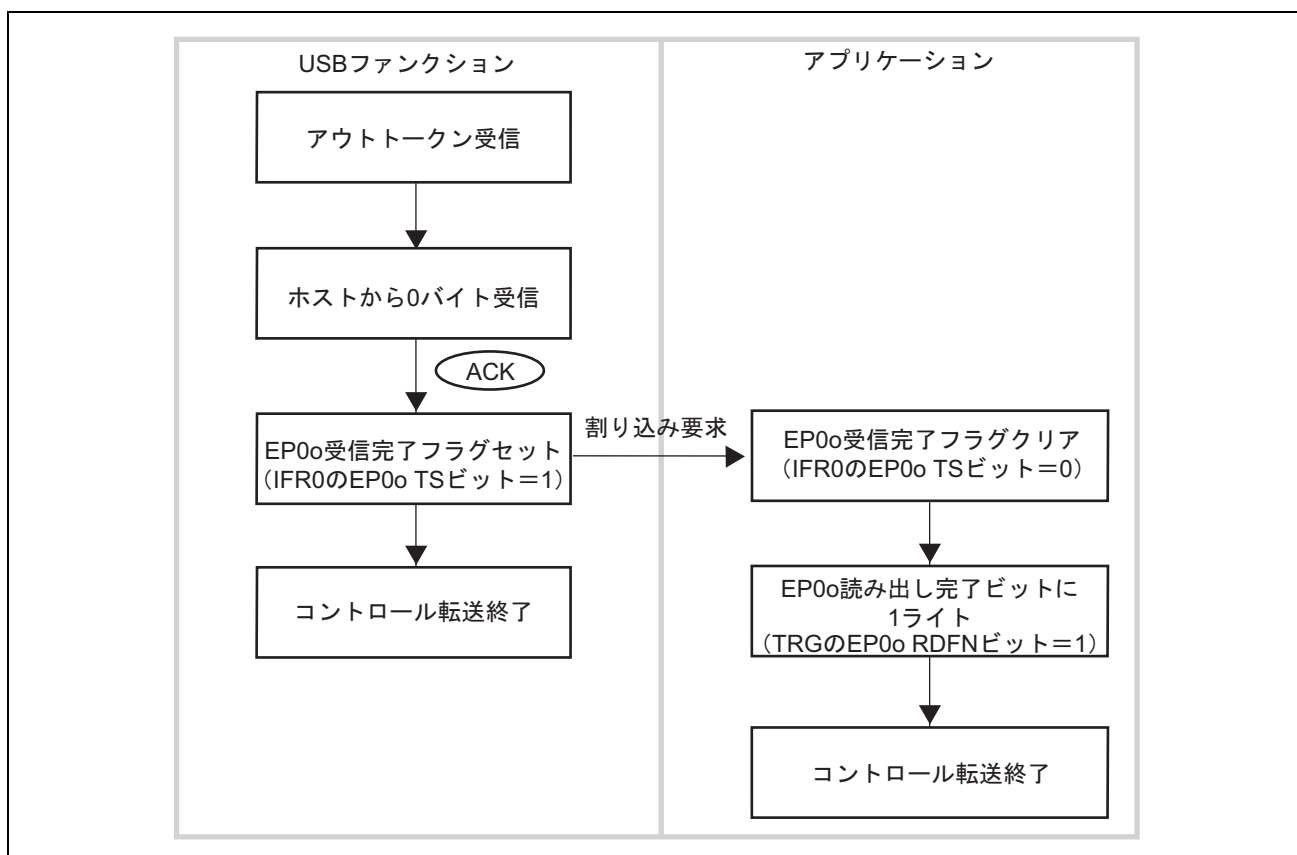 USBファンクション
アウトトークン受信
ホストから0バイト受信
ACK
EP0o受信完了フラグセット
（IFR0のEP0o TSビット＝1）
コントロール転送終了
割り込み要求
アプリケーション
EP0o受信完了フラグクリア
（IFR0のEP0o TSビット＝0）
EP0o読み出し完了ビットに
1ライト
（TRGのEP0o RDFNビット＝1）
コントロール転送終了